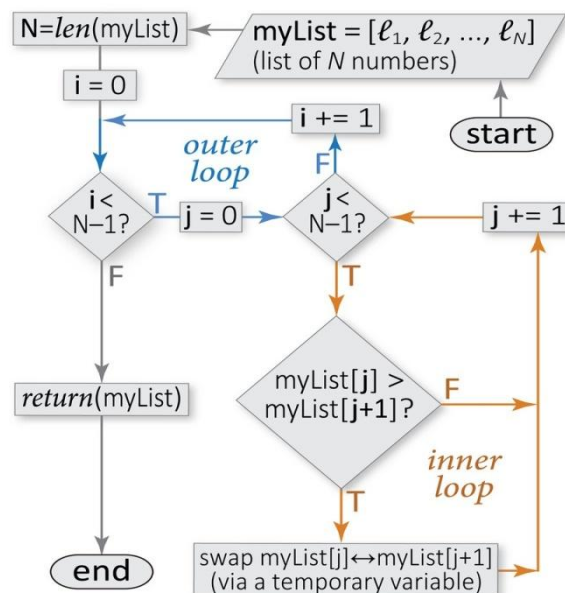 N=len(myList)
myList = [ℓ₁, ℓ₂, ..., ℓN]
(list of N numbers)
i = 0
start
i += 1
outer
loop
F
i<
N–1?
T
j = 0
j<
N–1?
j += 1
F
T
return(myList)
myList[j] >
myList[j+1]?
F
inner
loop
T
swap myList[j]↔myList[j+1]
(via a temporary variable)
end